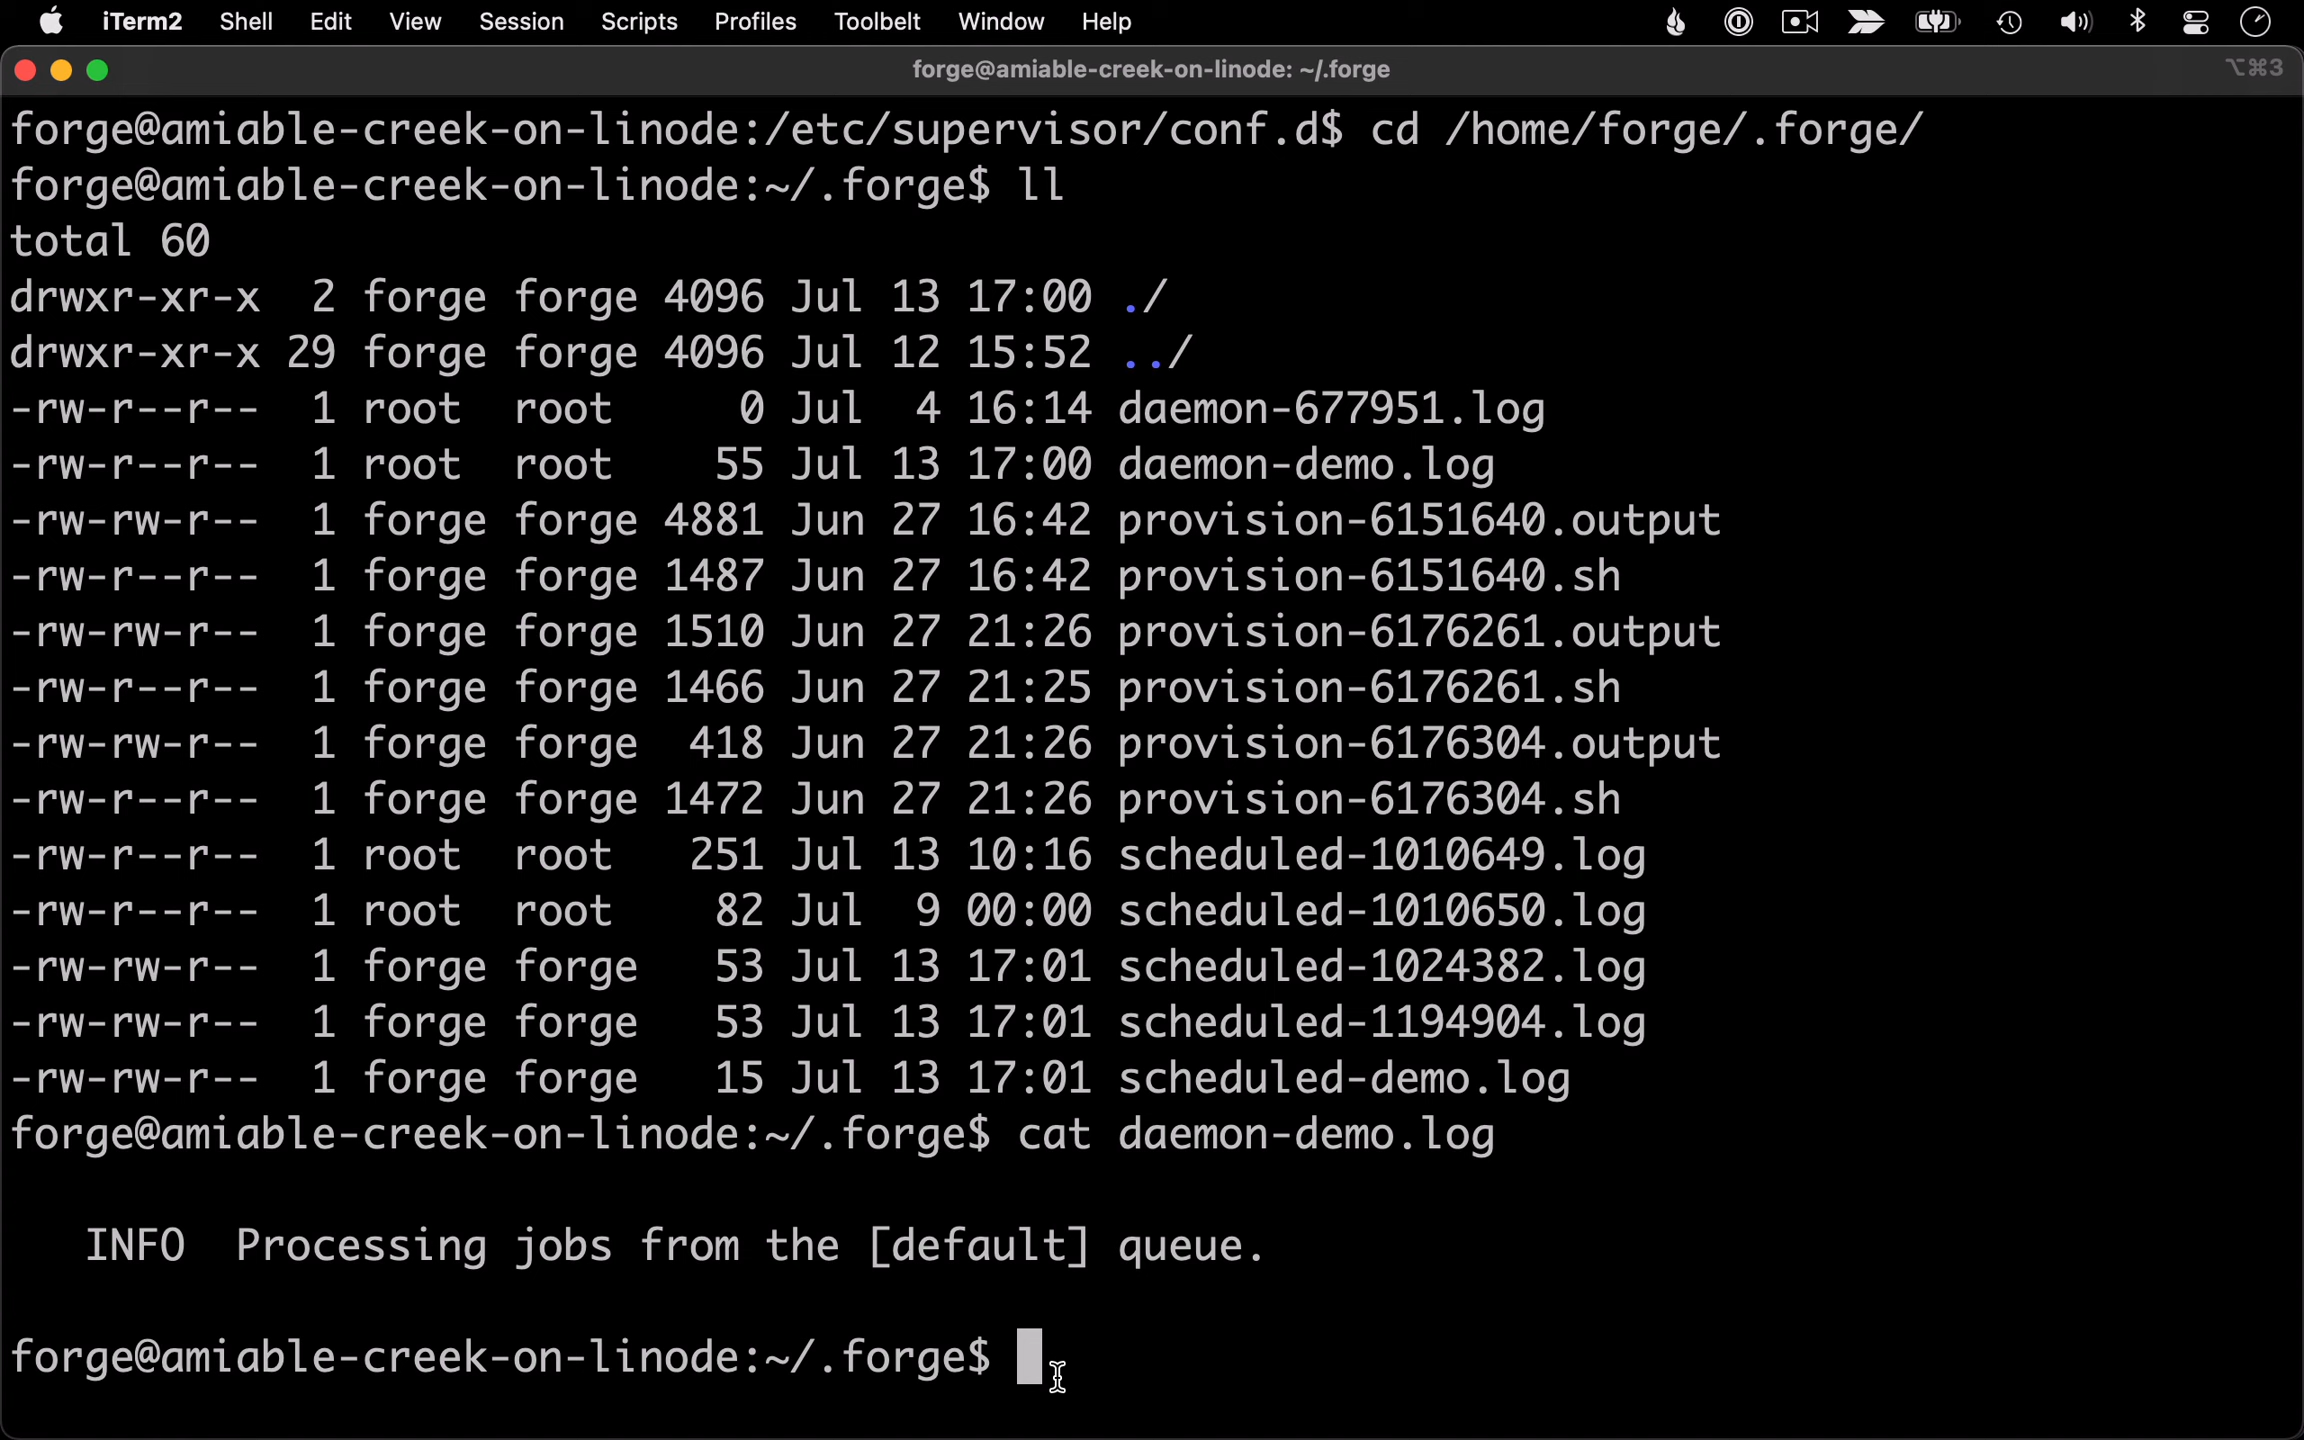 iTerm2 Shell Edit View Session Scripts Profiles Toolbelt Window Help
forge@amiable-creek-on-linode: ~/.forge ⌥⌘3
forge@amiable-creek-on-linode:/etc/supervisor/conf.d$ cd /home/forge/.forge/
forge@amiable-creek-on-linode:~/.forge$ ll
total 60
drwxr-xr-x  2 forge forge 4096 Jul 13 17:00 ./
drwxr-xr-x 29 forge forge 4096 Jul 12 15:52 ../
-rw-r--r--  1 root  root     0 Jul  4 16:14 daemon-677951.log
-rw-r--r--  1 root  root    55 Jul 13 17:00 daemon-demo.log
-rw-rw-r--  1 forge forge 4881 Jun 27 16:42 provision-6151640.output
-rw-r--r--  1 forge forge 1487 Jun 27 16:42 provision-6151640.sh
-rw-rw-r--  1 forge forge 1510 Jun 27 21:26 provision-6176261.output
-rw-r--r--  1 forge forge 1466 Jun 27 21:25 provision-6176261.sh
-rw-rw-r--  1 forge forge  418 Jun 27 21:26 provision-6176304.output
-rw-r--r--  1 forge forge 1472 Jun 27 21:26 provision-6176304.sh
-rw-r--r--  1 root  root   251 Jul 13 10:16 scheduled-1010649.log
-rw-r--r--  1 root  root    82 Jul  9 00:00 scheduled-1010650.log
-rw-rw-r--  1 forge forge   53 Jul 13 17:01 scheduled-1024382.log
-rw-rw-r--  1 forge forge   53 Jul 13 17:01 scheduled-1194904.log
-rw-rw-r--  1 forge forge   15 Jul 13 17:01 scheduled-demo.log
forge@amiable-creek-on-linode:~/.forge$ cat daemon-demo.log
INFO  Processing jobs from the [default] queue.
forge@amiable-creek-on-linode:~/.forge$